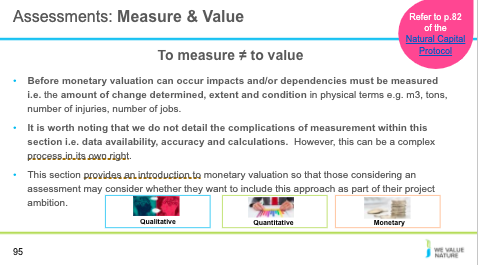 Assessments: Measure & Value
Refer to p.82
of the
Natural Capital
Protocol
To measure ≠ to value
• Before monetary valuation can occur impacts and/or dependencies must be measured
i.e. the amount of change determined, extent and condition in physical terms e.g. m3, tons,
number of injuries, number of jobs.
• It is worth noting that we do not detail the complications of measurement within this
section i.e. data availability, accuracy and calculations. However, this can be a complex
process in its own right.
• This section provides an introduction to monetary valuation so that those considering an
assessment may consider whether they want to include this approach as part of their project
ambition.
Qualitative
Quantitative
Monetary
95
WE VALUE
NATURE